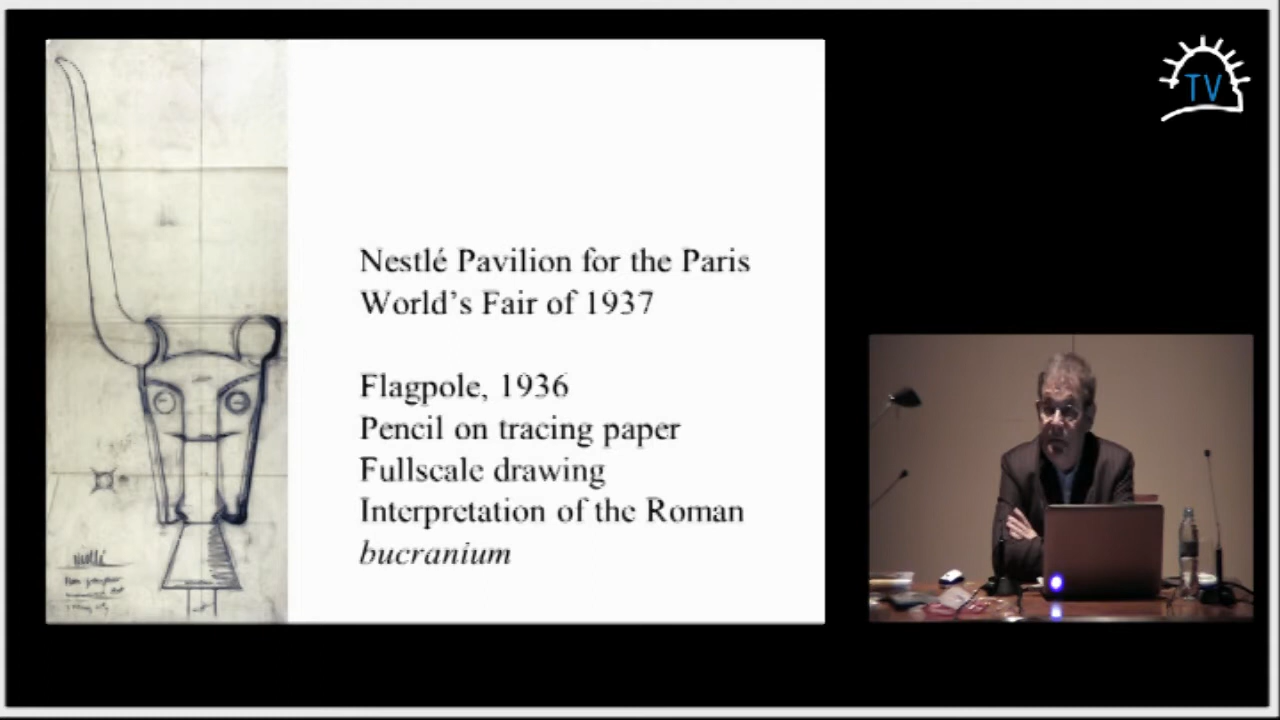 Nestlé Pavilion for the Paris
World's Fair of 1937
Flagpole, 1936
Pencil on tracing paper
Fullscale drawing
Interpretation of the Roman
bucranium
TV